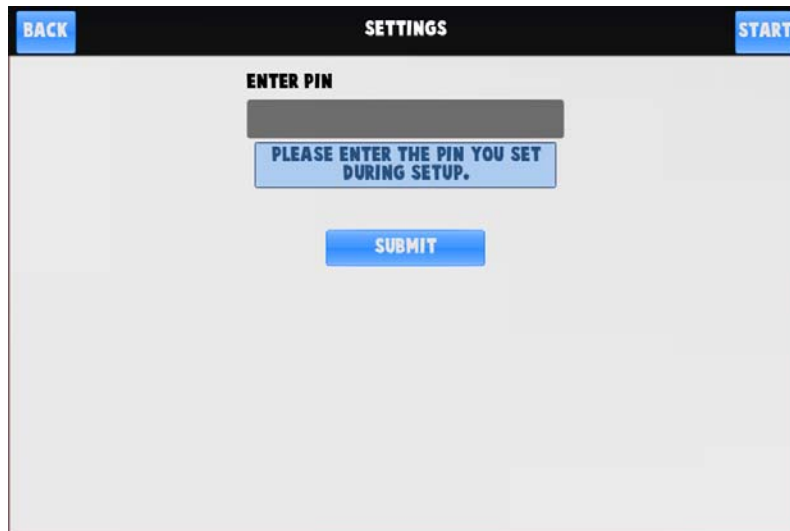 BACK
SETTINGS
START
ENTER PIN
PLEASE ENTER THE PIN YOU SET
DURING SETUP.
SUBMIT